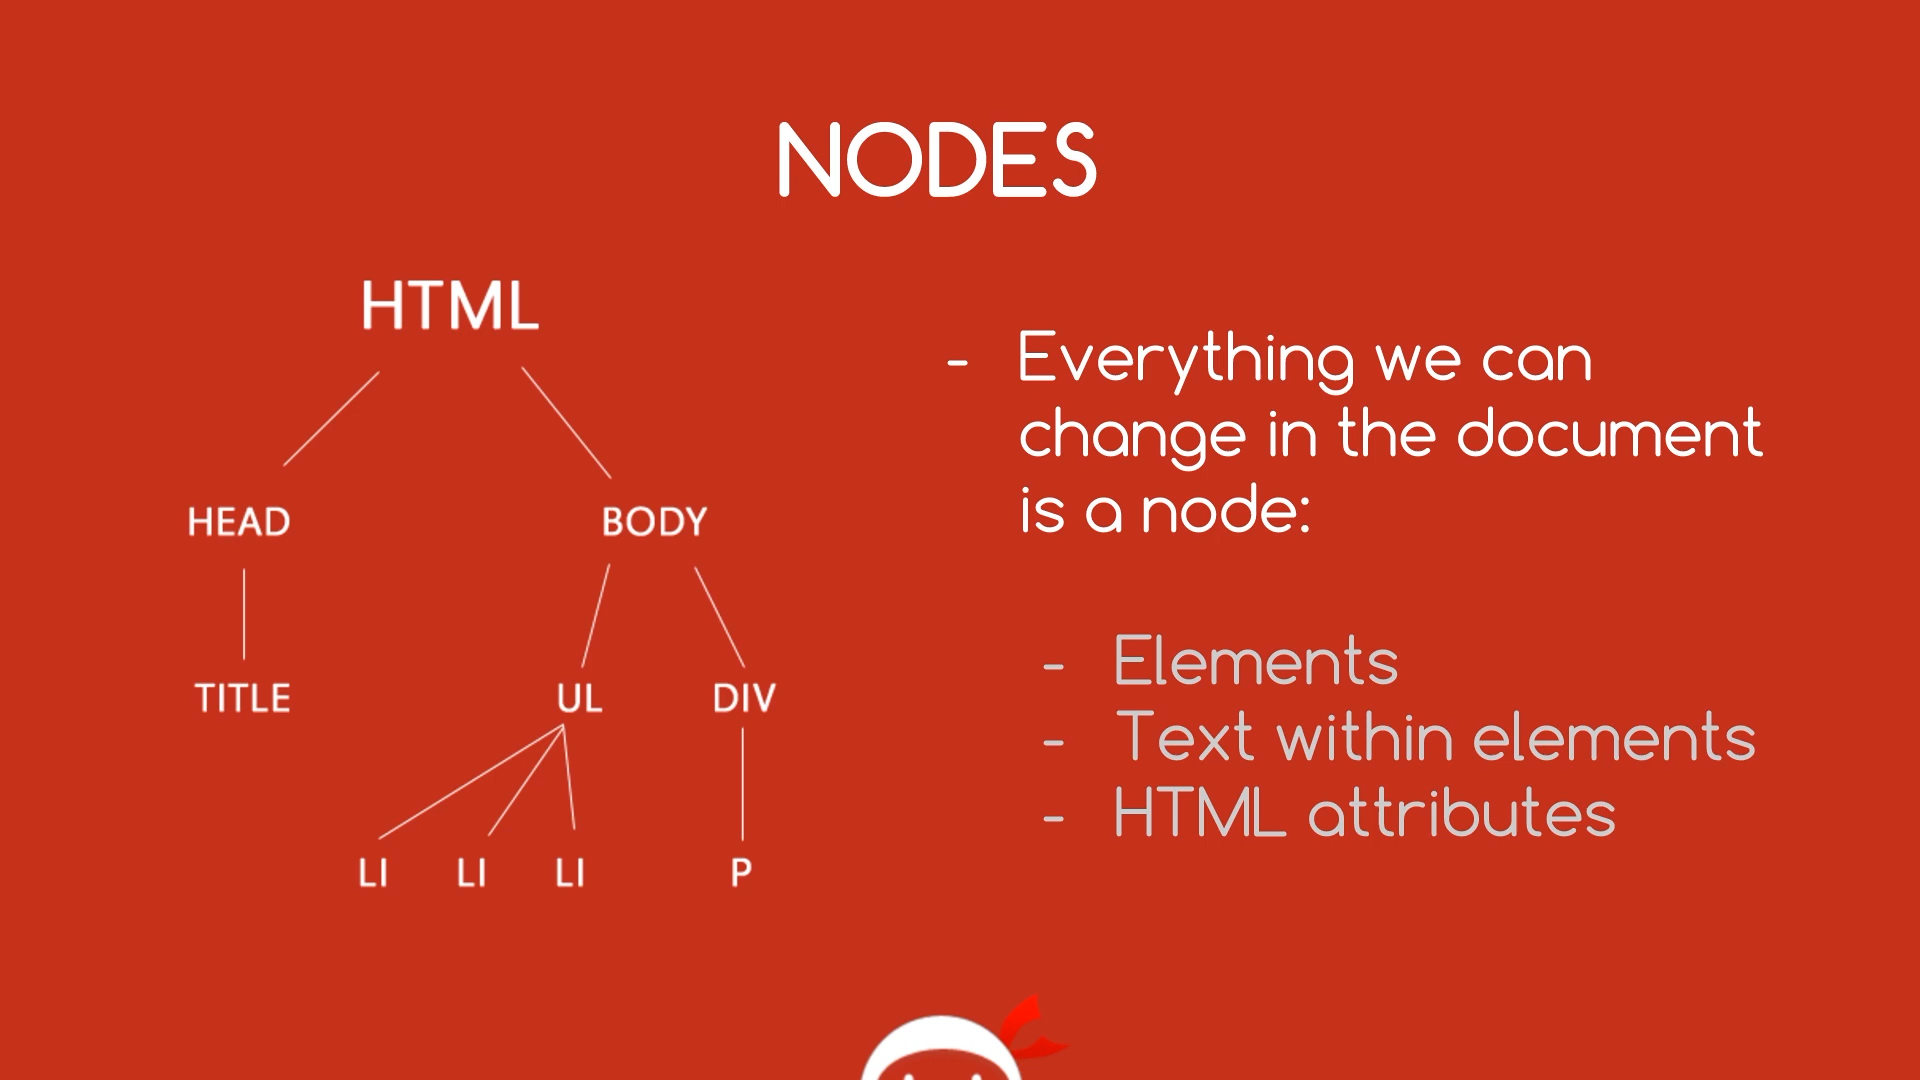 NODES
HTML
HEAD BODY
TITLE UL DIV
LI LI LI P
- Everything we can
change in the document
is a node:
- Elements
- Text within elements
- HTML attributes